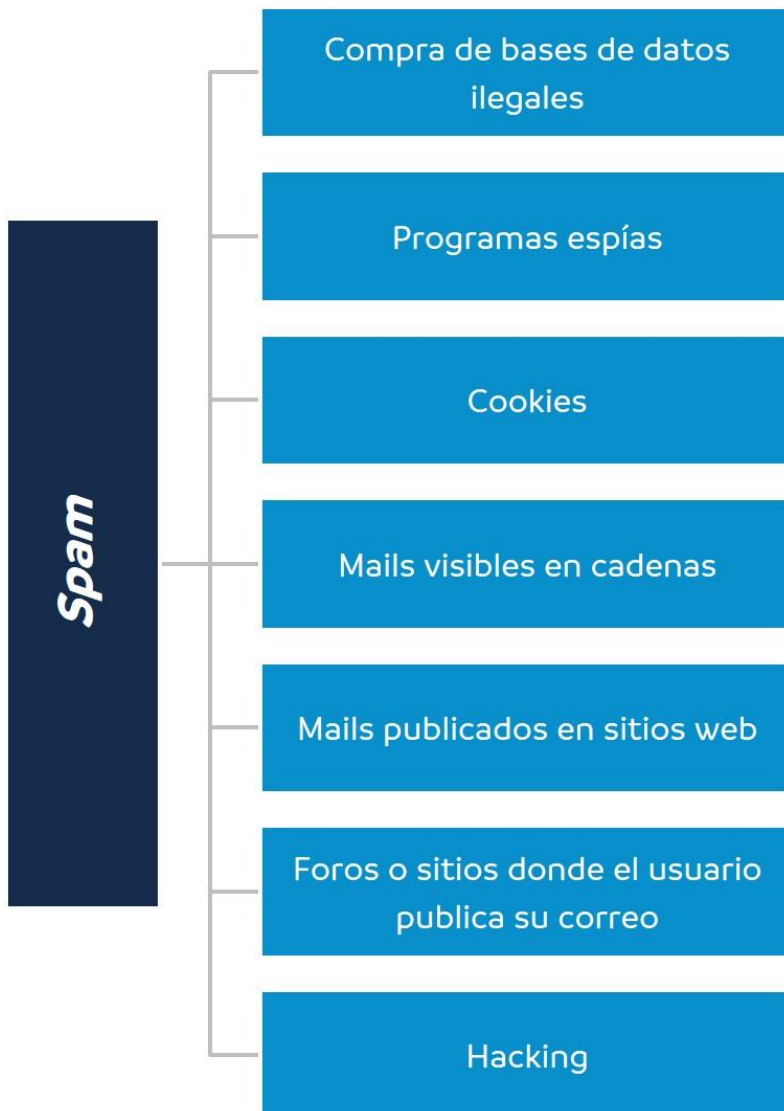 Spam
Compra de bases de datos
ilegales
Programas espías
Cookies
Mails visibles en cadenas
Mails publicados en sitios web
Foros o sitios donde el usuario
publica su correo
Hacking